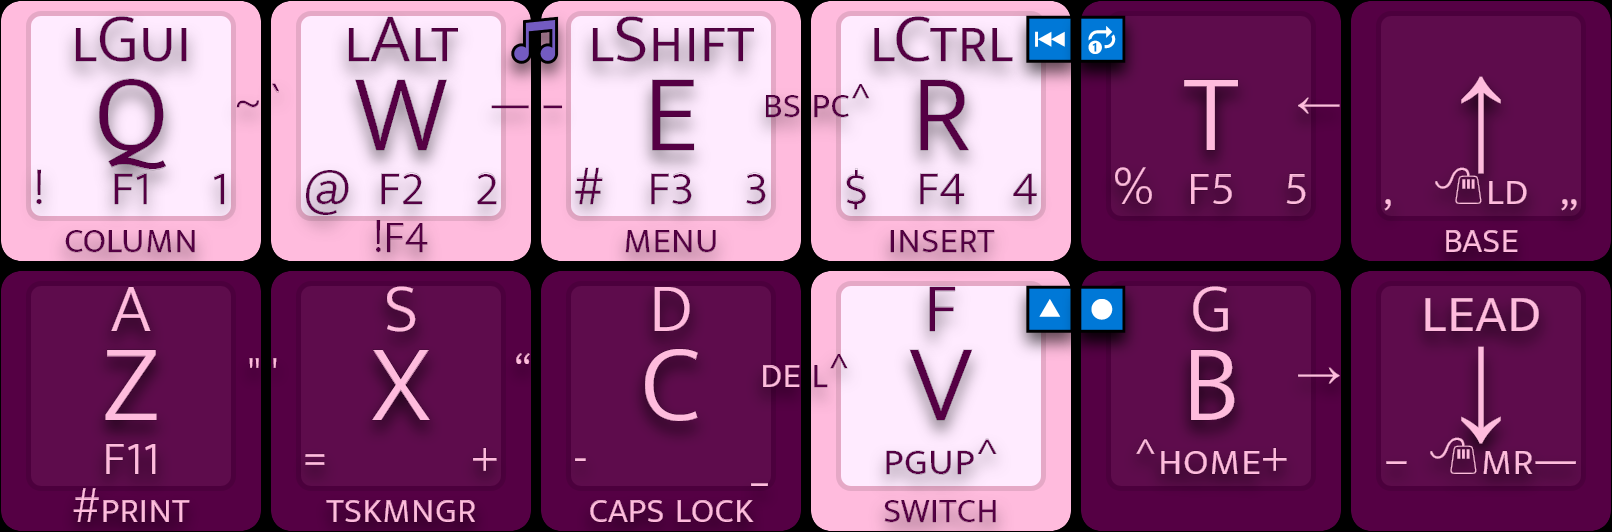 LGUI LALT LSHIFT LCTRL
Q ~ ` W — – E BSPC^ R T ← ↑
! F1 1 @ F2 2 # F3 3 $ F4 4 % F5 5 , LD „
COLUMN !F4 MENU INSERT BASE
A S D F G LEAD
Z " ' X “ C DEL^ V B → ↓
F11 = + - _ PGUP^ ^HOME+ – MR—
#PRINT TSKMNGR CAPS LOCK SWITCH